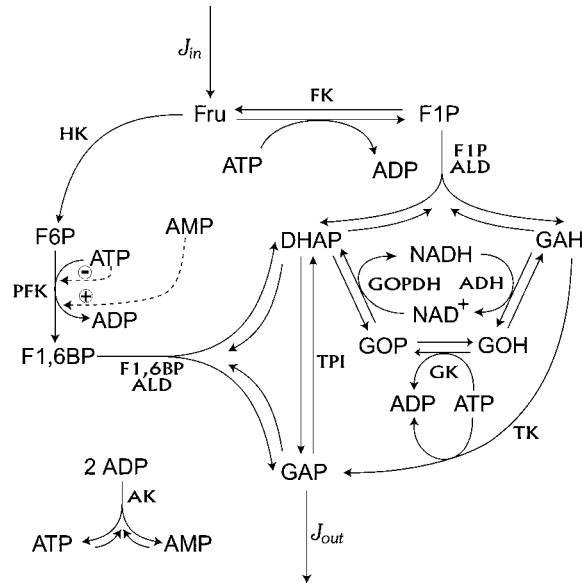 J_in
FK
Fru
F1P
HK
ATP
ADP
F1P
ALD
F6P
AMP
DHAP
GAH
ATP
−
NADH
GOPDH
ADH
PFK
+
ADP
NAD+
F1,6BP
F1,6BP
ALD
TPI
GOP
GOH
GK
ADP
ATP
TK
2 ADP
GAP
AK
ATP
AMP
J_out